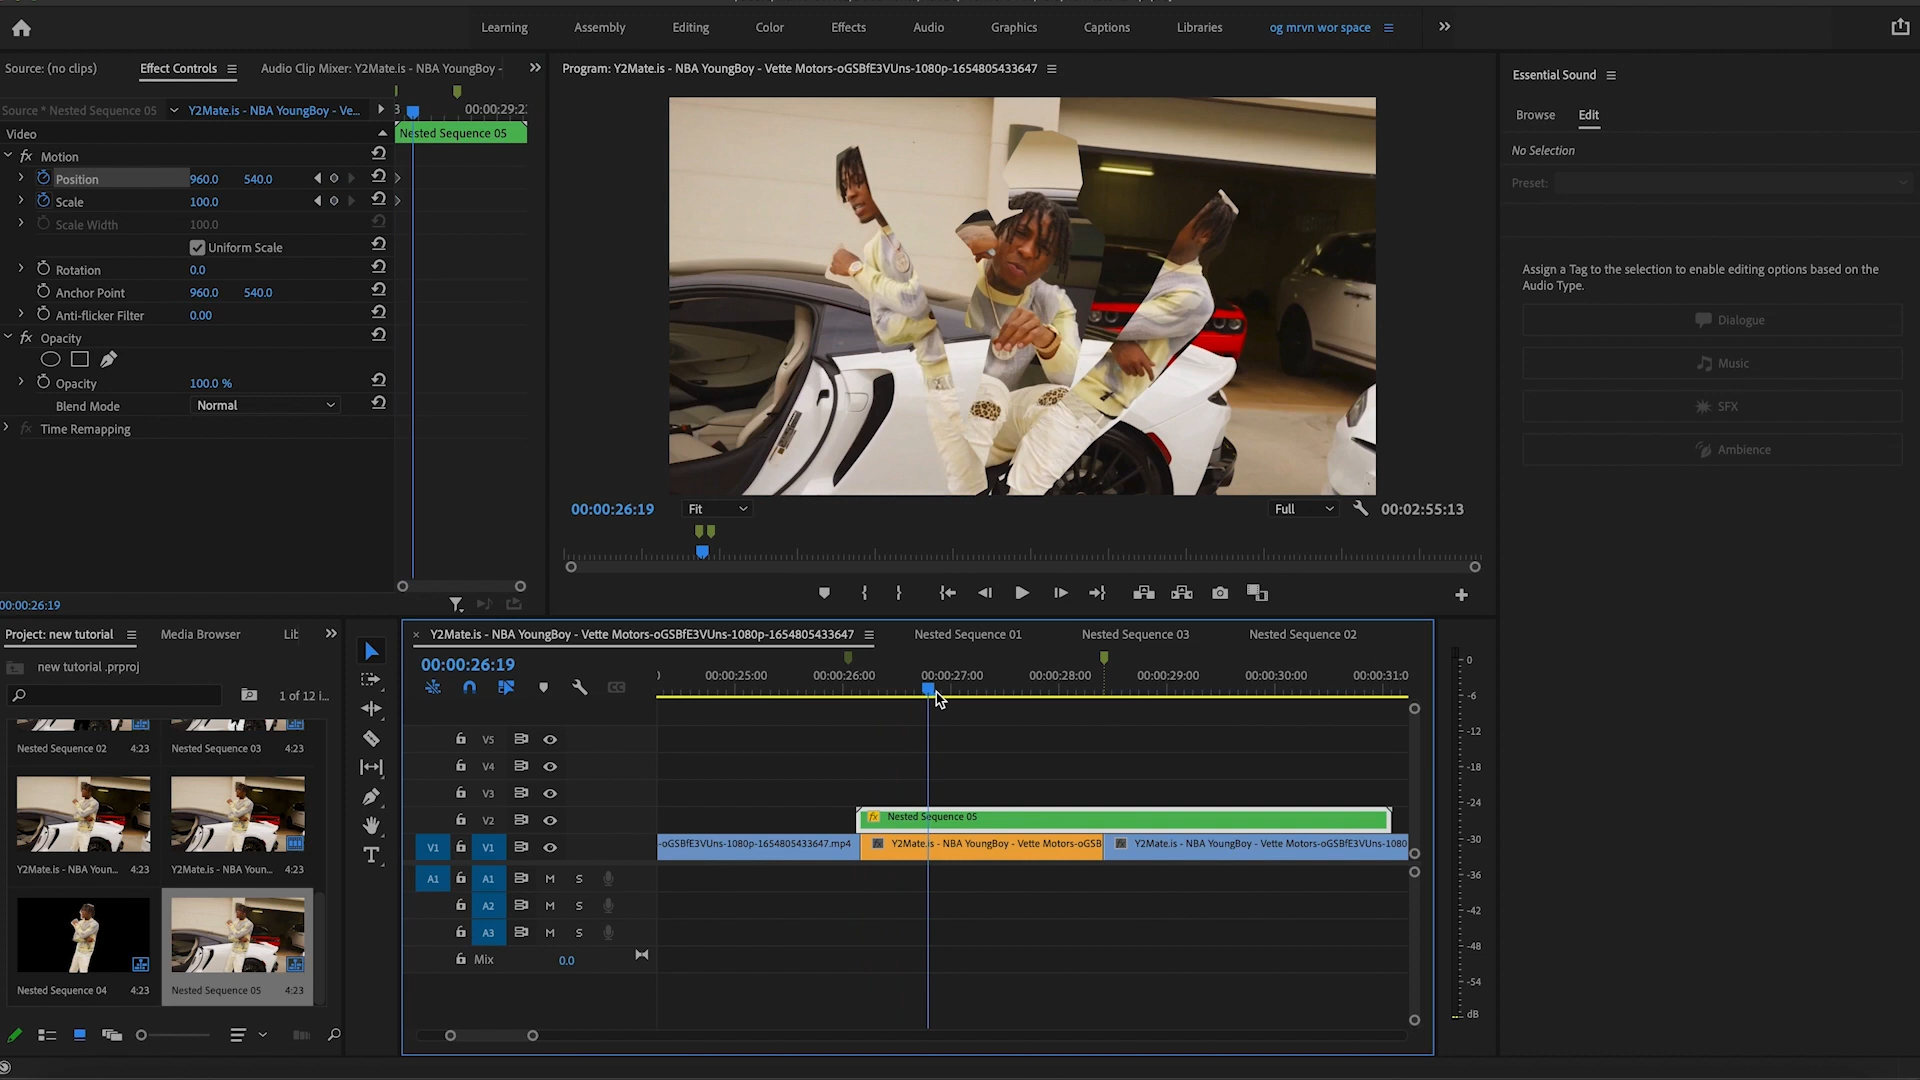 Learning Assembly Editing Color Effects Audio Graphics Captions Libraries og mrvn wor space
Source: (no clips) Effect Controls Audio Clip Mixer: Y2Mate.is - NBA YoungBoy -
Source * Nested Sequence 05 Y2Mate.is - NBA YoungBoy - Ve... 00:00:29:2
Video
Nested Sequence 05
fx Motion
Position 960.0 540.0
Scale 100.0
Scale Width 100.0
Uniform Scale
Rotation 0.0
Anchor Point 960.0 540.0
Anti-flicker Filter 0.00
fx Opacity
Opacity 100.0 %
Blend Mode Normal
fx Time Remapping
00:00:26:19
Program: Y2Mate.is - NBA YoungBoy - Vette Motors-oGSBfE3VUns-1080p-1654805433647
00:00:26:19 Fit Full 00:02:55:13
Essential Sound
Browse Edit
No Selection
Preset:
Assign a Tag to the selection to enable editing options based on the
Audio Type.
Dialogue
Music
SFX
Ambience
Project: new tutorial Media Browser Lit
new tutorial .prproj
1 of 12 i...
Nested Sequence 02 4:23 Nested Sequence 03 4:23
Y2Mate.is - NBA Youn... 4:23 Y2Mate.is - NBA Youn... 4:23
Nested Sequence 04 4:23 Nested Sequence 05 4:23
Y2Mate.is - NBA YoungBoy - Vette Motors-oGSBfE3VUns-1080p-1654805433647 Nested Sequence 01 Nested Sequence 03 Nested Sequence 02
00:00:26:19
00:00:25:00 00:00:26:00 00:00:27:00 00:00:28:00 00:00:29:00 00:00:30:00 00:00:31:0
V5
V4
V3
V2 fx Nested Sequence 05
V1 V1 -oGSBfE3VUns-1080p-1654805433647.mp4 fx Y2Mate.is - NBA YoungBoy - Vette Motors-oGSB fx Y2Mate.is - NBA YoungBoy - Vette Motors-oGSBfE3VUns-1080
A1 A1 M S
A2 M S
A3 M S
Mix 0.0
0
-6
-12
-18
-24
-30
-36
-42
-48
-54
dB